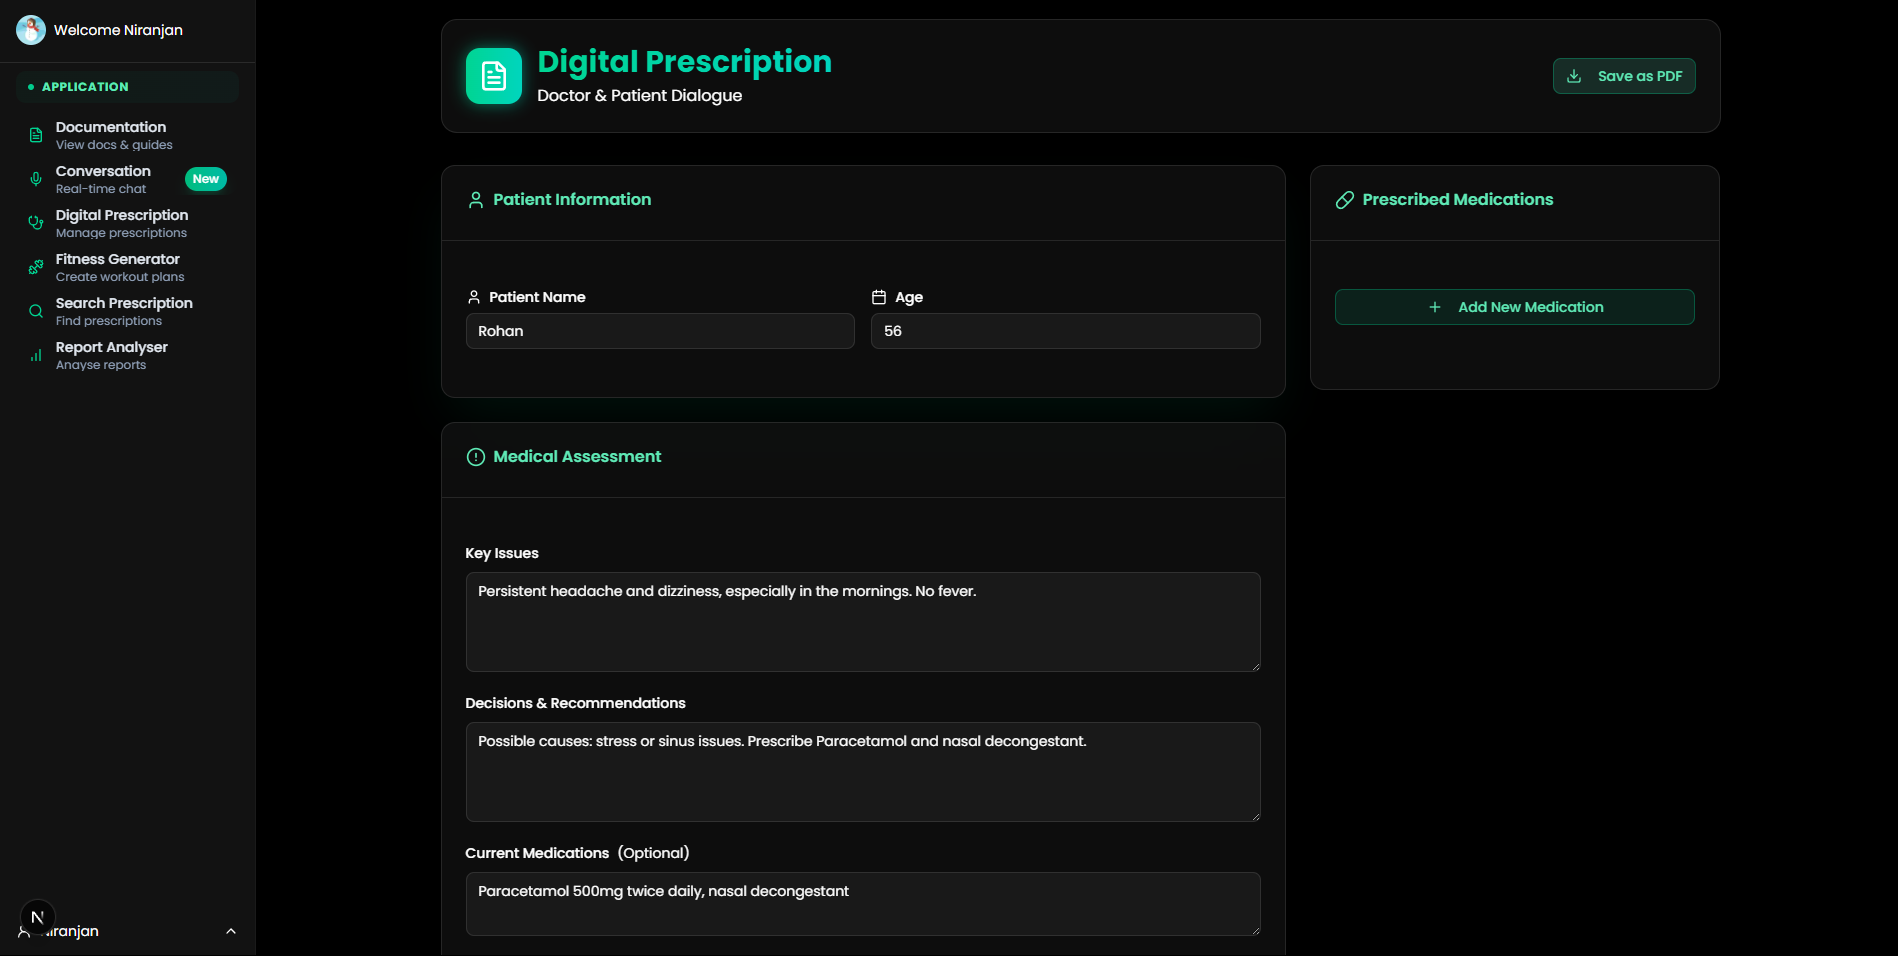 Welcome Niranjan
APPLICATION
Documentation
View docs & guides
Conversation
Real-time chat
New
Digital Prescription
Manage prescriptions
Fitness Generator
Create workout plans
Search Prescription
Find prescriptions
Report Analyser
Anayse reports
N
Digital Prescription
Doctor & Patient Dialogue
Save as PDF
Patient Information
Patient Name
Rohan
Age
56
Prescribed Medications
Add New Medication
Medical Assessment
Key Issues
Persistent headache and dizziness, especially in the mornings. No fever.
Decisions & Recommendations
Possible causes: stress or sinus issues. Prescribe Paracetamol and nasal decongestant.
Current Medications (Optional)
Paracetamol 500mg twice daily, nasal decongestant